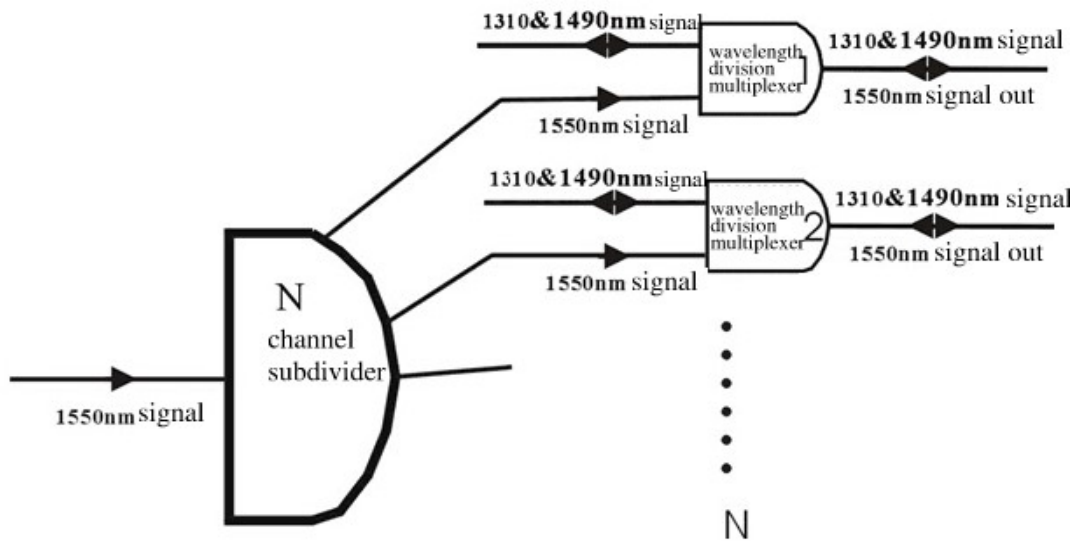 1310&1490nm signal
1310&1490nm signal
wavelength
division
multiplexer 1
1550nm signal
1550nm signal out
1310&1490nm signal
1310&1490nm signal
wavelength
division
multiplexer 2
1550nm signal
1550nm signal out
N
channel
subdivider
1550nm signal
N